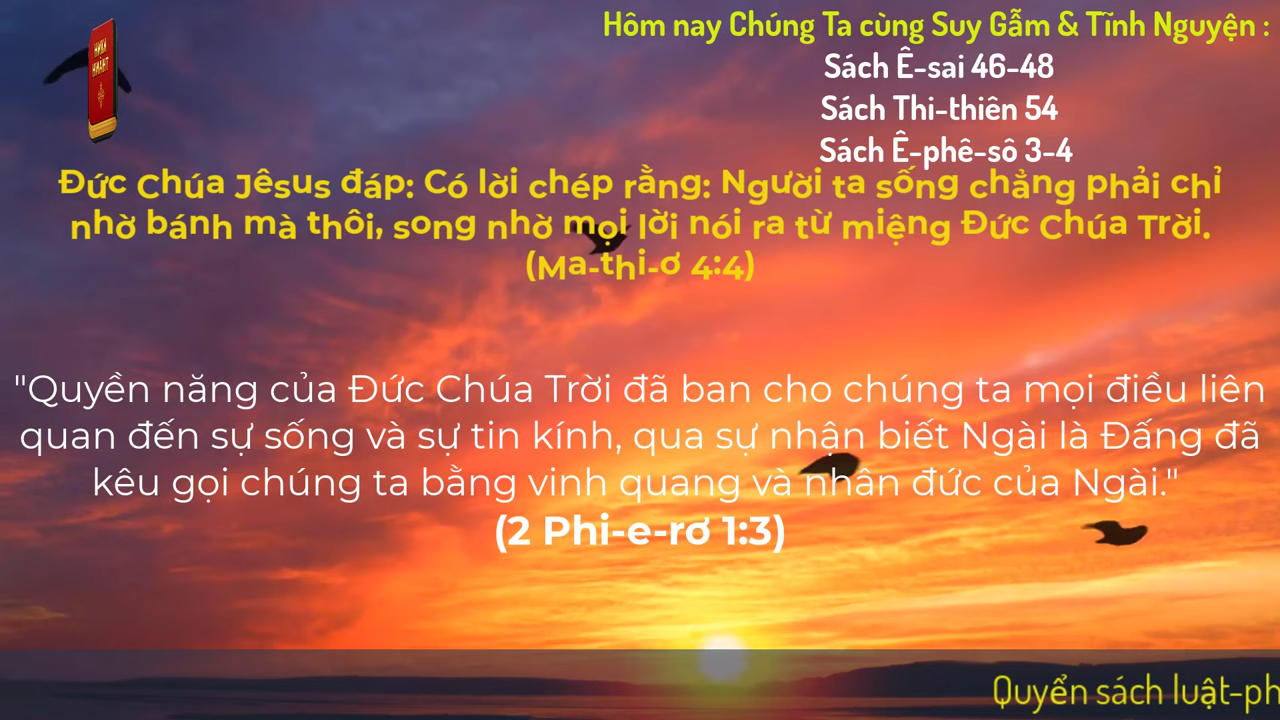 Hôm nay Chúng Ta cùng Suy Gẫm & Tĩnh Nguyện :
Sách Ê-sai 46-48
Sách Thi-thiên 54
Sách Ê-phê-sô 3-4
Đức Chúa Jêsus đáp: Có lời chép rằng: Người ta sống chẳng phải chỉ
nhờ bánh mà thôi, song nhờ mọi lời nói ra từ miệng Đức Chúa Trời.
(Ma-thi-ơ 4:4)
"Quyền năng của Đức Chúa Trời đã ban cho chúng ta mọi điều liên
quan đến sự sống và sự tin kính, qua sự nhận biết Ngài là Đấng đã
kêu gọi chúng ta bằng vinh quang và nhân đức của Ngài."
(2 Phi-e-rơ 1:3)
Quyển sách luật-ph